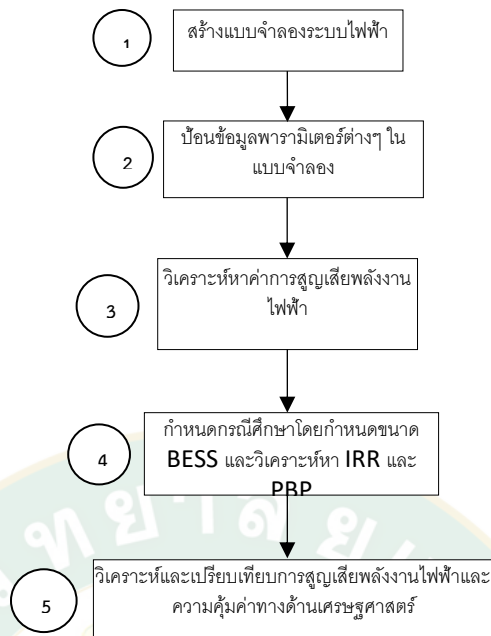 1
สร้างแบบจำลองระบบไฟฟ้า
2
ป้อนข้อมูลพารามิเตอร์ต่างๆ ใน
แบบจำลอง
3
วิเคราะห์หาค่าการสูญเสียพลังงาน
ไฟฟ้า
4
กำหนดกรณีศึกษาโดยกำหนดขนาด
BESS และวิเคราะห์หา IRR และ
PBP
5
วิเคราะห์และเปรียบเทียบการสูญเสียพลังงานไฟฟ้าและ
ความคุ้มค่าทางด้านเศรษฐศาสตร์